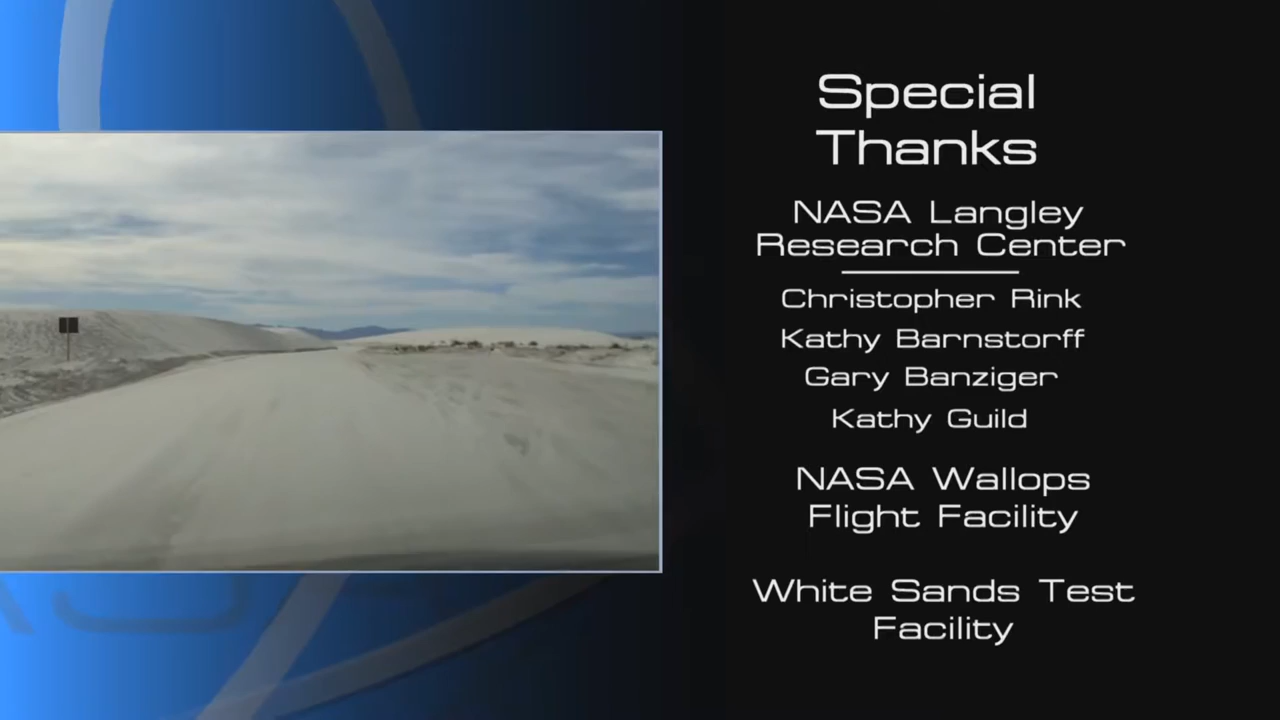 Special
Thanks
NASA Langley
Research Center
Christopher Rink
Kathy Barnstorff
Gary Banziger
Kathy Guild
NASA Wallops
Flight Facility
White Sands Test
Facility